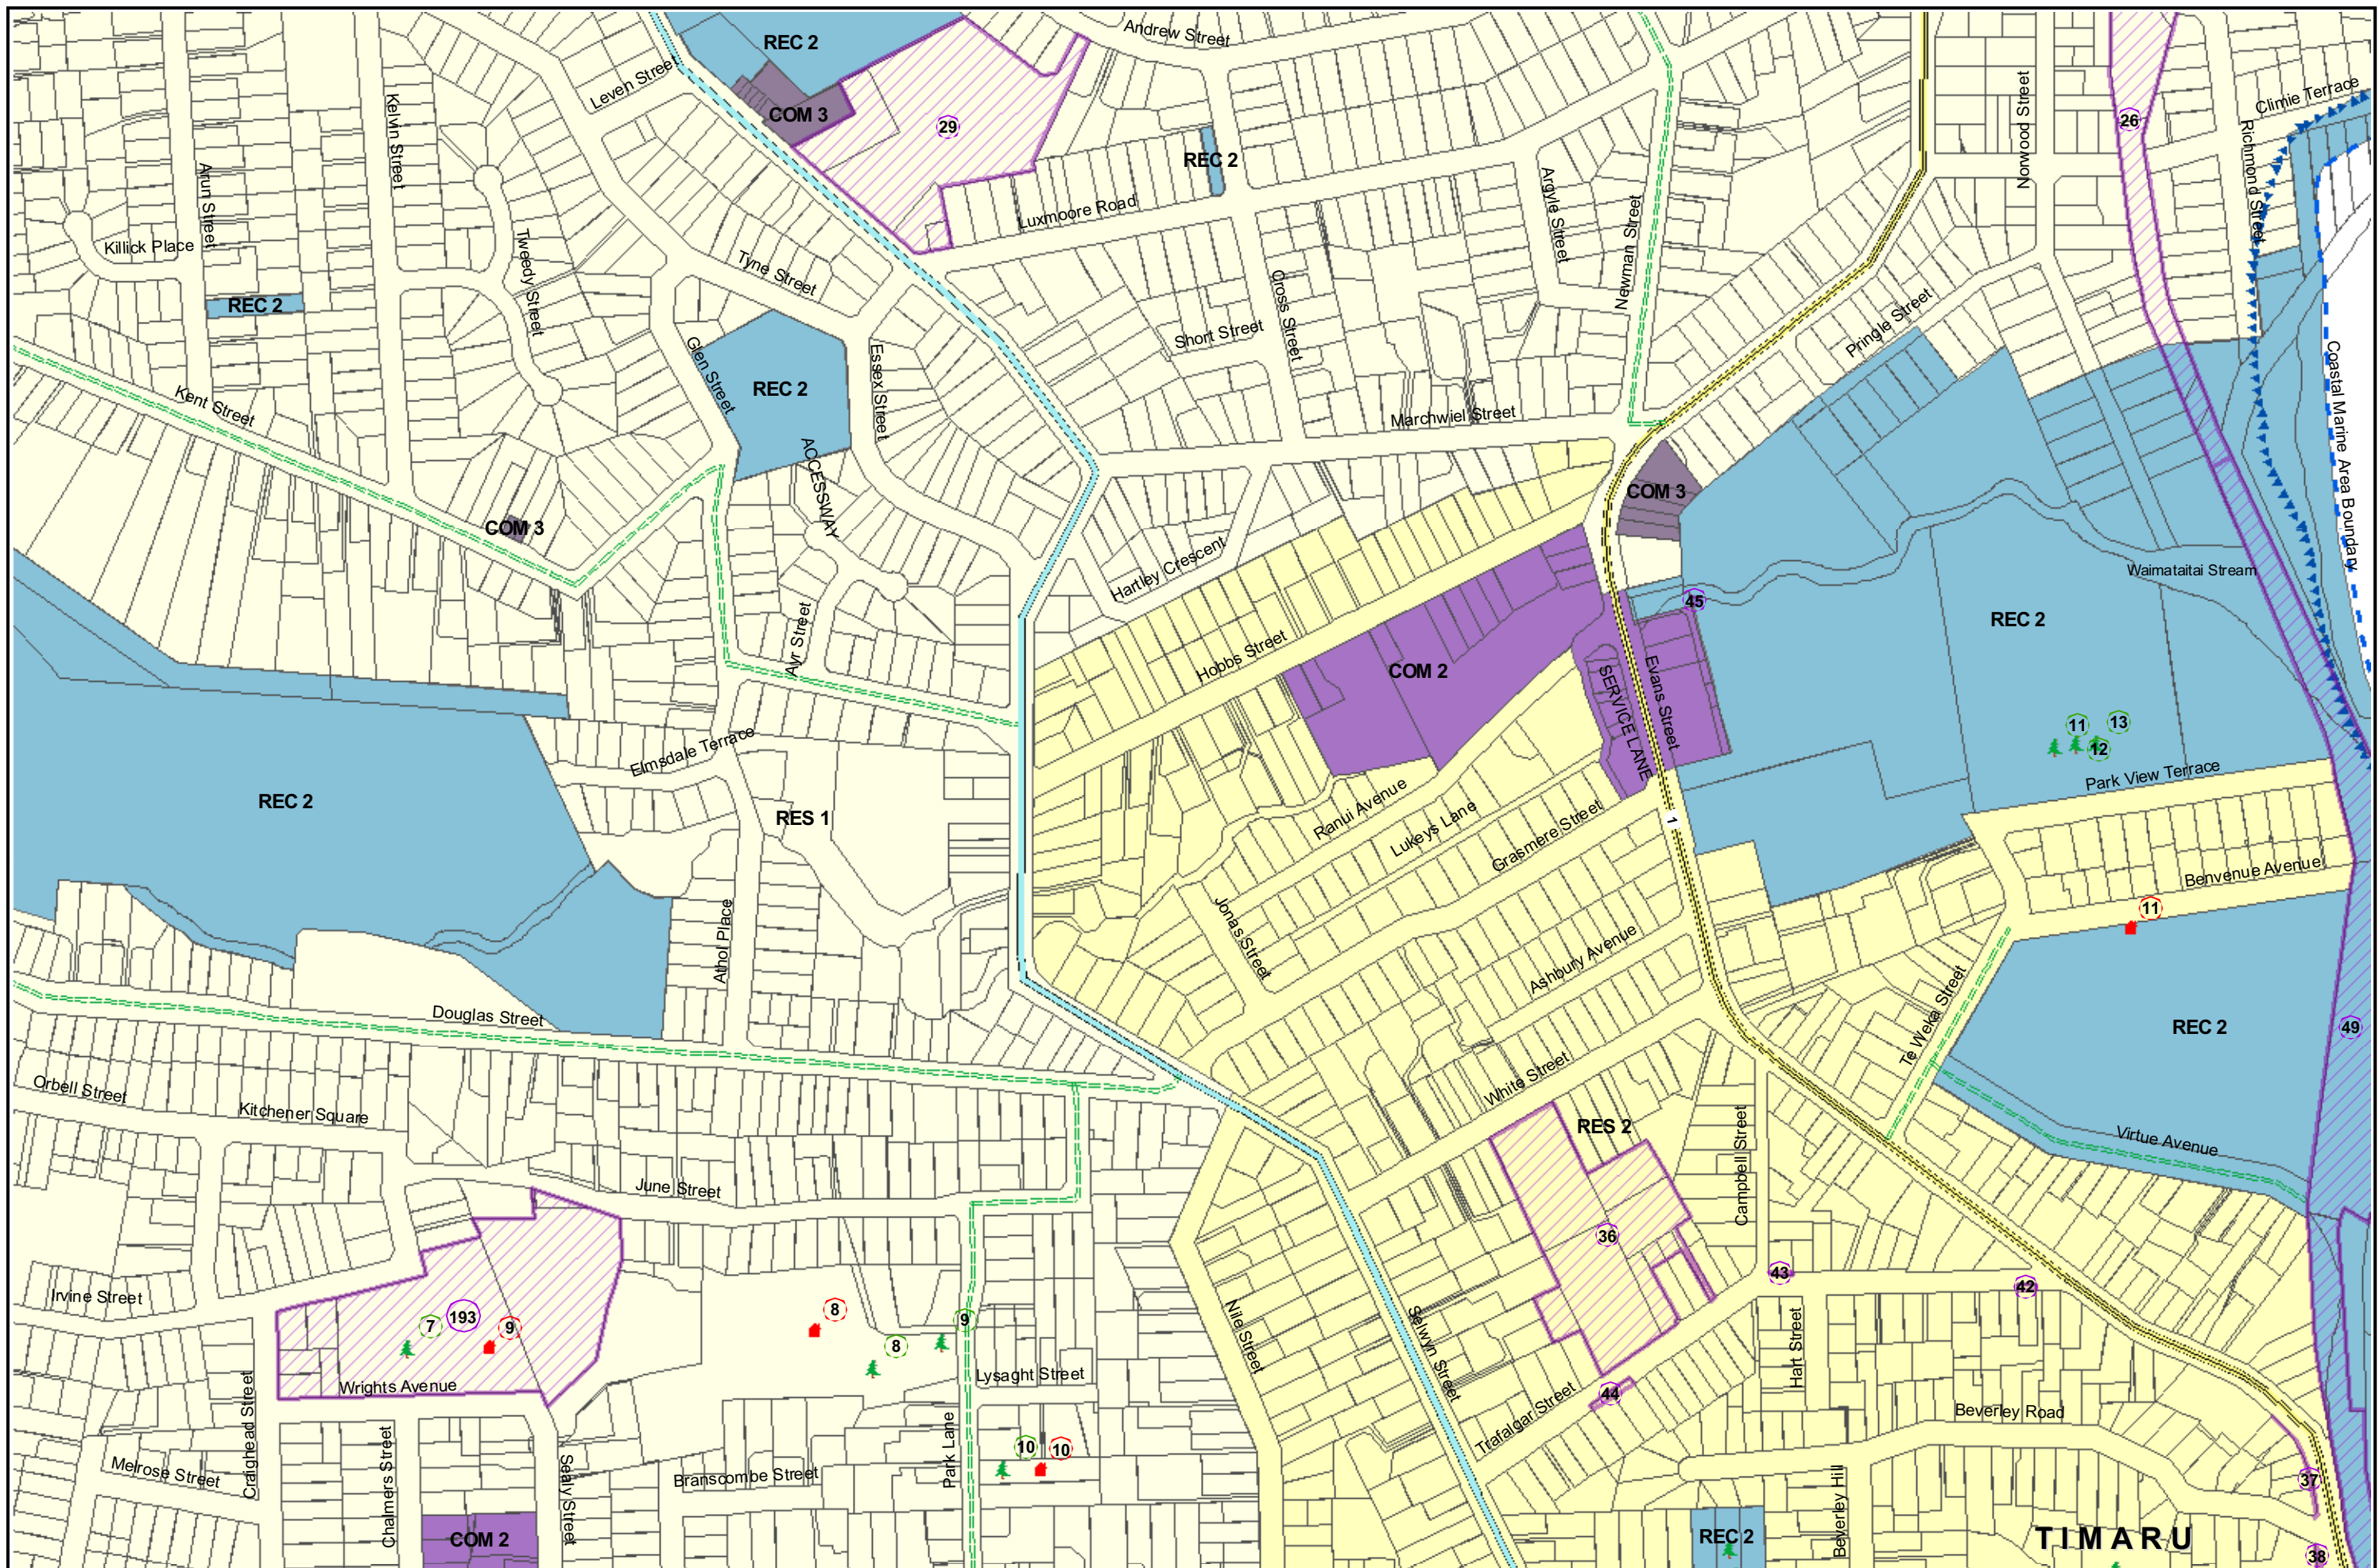 Andrew Street
REC 2
Leven Street
COM 3
29
Norwood Street
26
Climie Terrace
Richmond Street
Kelvin Street
Arun Street
REC 2
Luxmoore Road
Argyle Street
Newman Street
Killick Place
Tweedy Street
Tyne Street
Cross Street
Short Street
Pringle Street
REC 2
Glen Street
Essex Street
REC 2
Kent Street
Marchwiel Street
Coastal Marine Area Boundary
ACCESSWAY
COM 3
COM 3
Hartley Crescent
Waimataitai Stream
45
REC 2
Ayr Street
Hobbs Street
COM 2
SERVICE LANE
Evans Street
11
13
12
Elmsdale Terrace
Park View Terrace
REC 2
RES 1
Ranui Avenue
Lukeys Lane
Grasmere Street
1
Benvenue Avenue
11
Athol Place
Jonas Street
Ashbury Avenue
Te Weka Street
REC 2
49
Douglas Street
Orbell Street
Kitchener Square
White Street
RES 2
Campbell Street
Virtue Avenue
June Street
36
43
42
Irvine Street
7
193
9
8
8
9
Nile Street
Selwyn Street
Hart Street
Lysaght Street
Wrights Avenue
44
Trafalgar Street
Beverley Road
Craighead Street
Chalmers Street
Sealy Street
Melrose Street
Branscombe Street
Park Lane
10
10
37
Beverley Hill
COM 2
REC 2
TIMARU
38